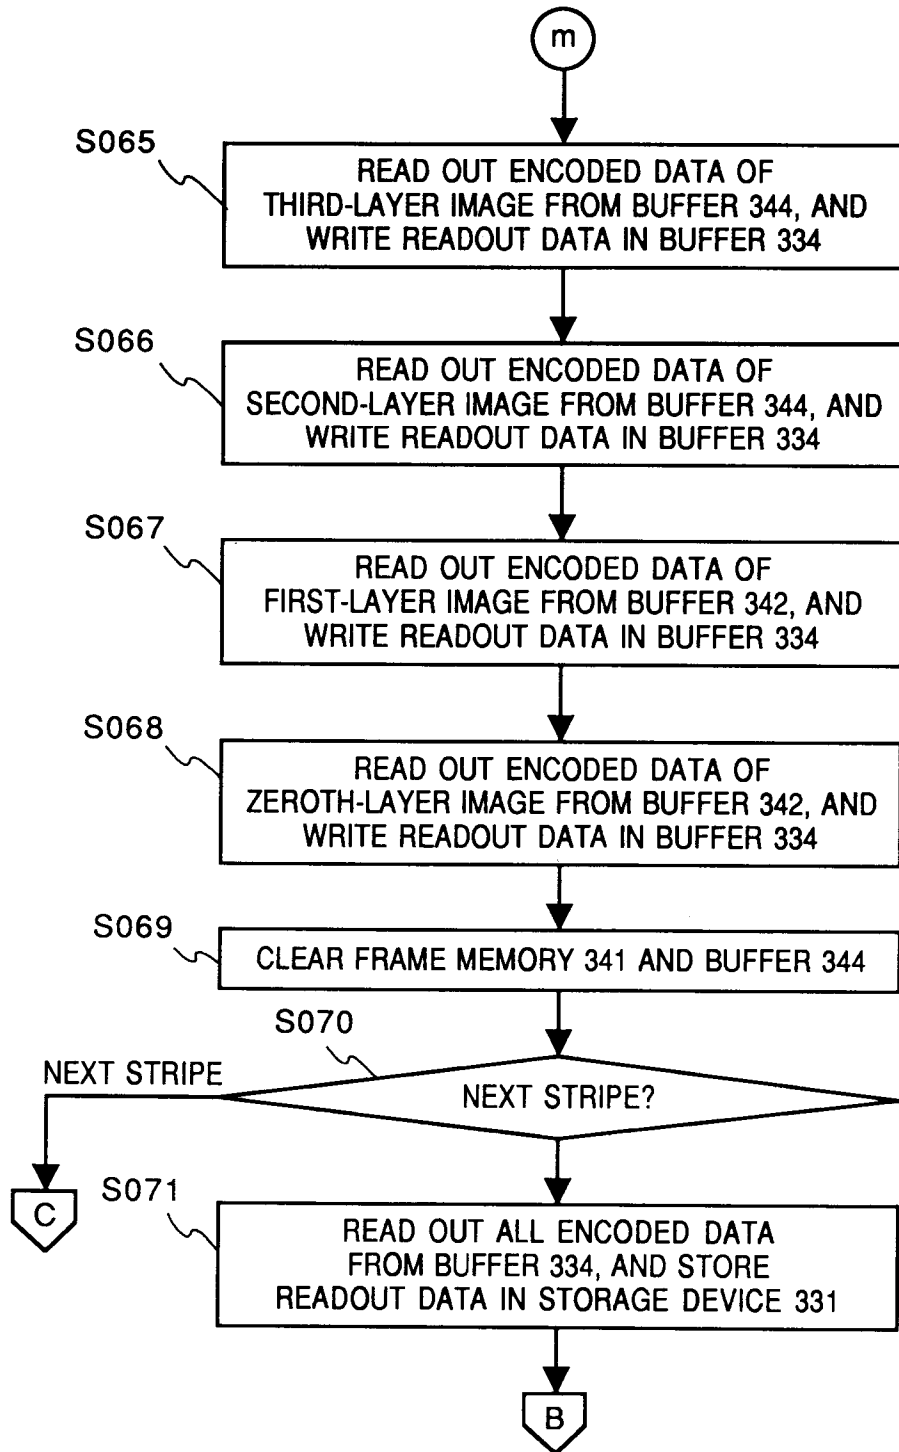 m
S065
READ OUT ENCODED DATA OF
THIRD-LAYER IMAGE FROM BUFFER 344, AND
WRITE READOUT DATA IN BUFFER 334
S066
READ OUT ENCODED DATA OF
SECOND-LAYER IMAGE FROM BUFFER 344, AND
WRITE READOUT DATA IN BUFFER 334
S067
READ OUT ENCODED DATA OF
FIRST-LAYER IMAGE FROM BUFFER 342, AND
WRITE READOUT DATA IN BUFFER 334
S068
READ OUT ENCODED DATA OF
ZEROTH-LAYER IMAGE FROM BUFFER 342, AND
WRITE READOUT DATA IN BUFFER 334
S069
CLEAR FRAME MEMORY 341 AND BUFFER 344
S070
NEXT STRIPE
NEXT STRIPE?
C
S071
READ OUT ALL ENCODED DATA
FROM BUFFER 334, AND STORE
READOUT DATA IN STORAGE DEVICE 331
B